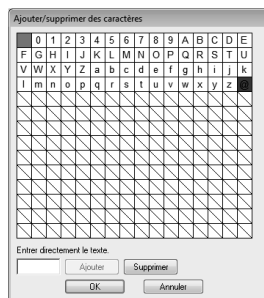 Ajouter/supprimer des caractères
0 1 2 3 4 5 6 7 8 9 A B C D E
F G H I J K L M N O P Q R S T U
V W X Y Z a b c d e f g h i j k
l m n o p q r s t u v w x y z @
Entrer directement le texte.
Ajouter Supprimer
OK Annuler